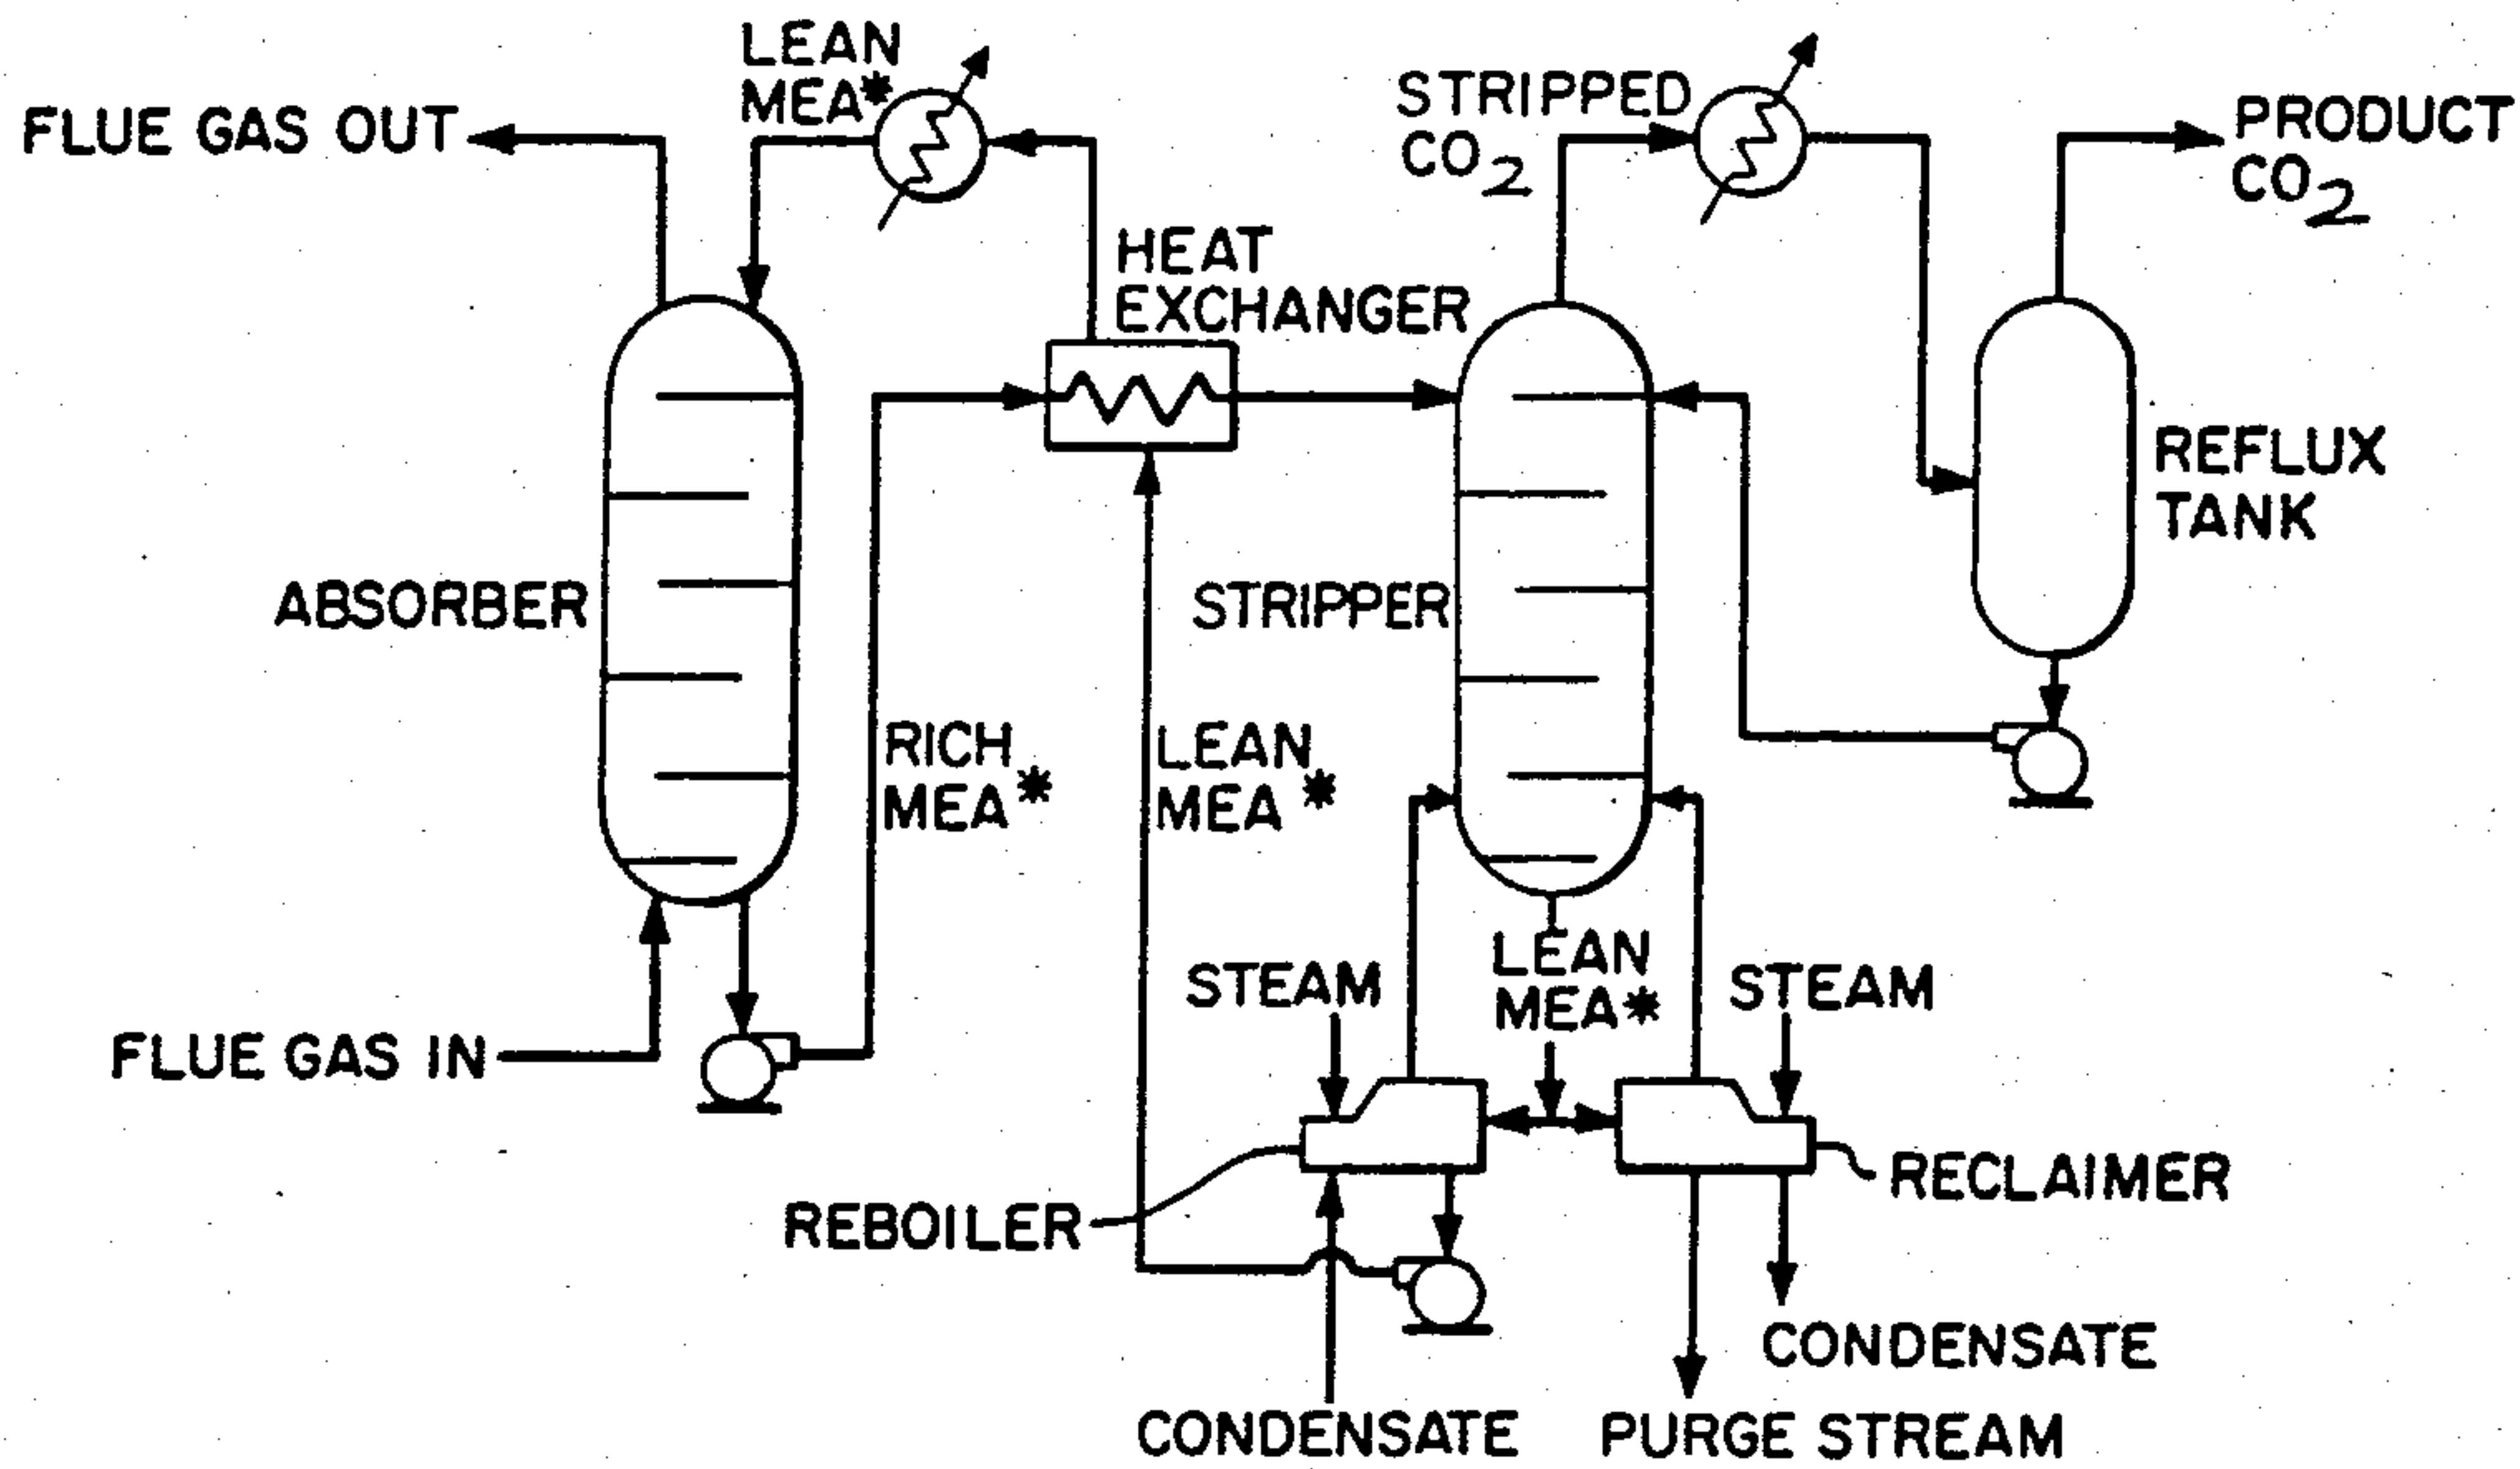 LEAN
MEA*
FLUE GAS OUT
STRIPPED
CO2
PRODUCT
CO2
HEAT
EXCHANGER
REFLUX
TANK
ABSORBER
STRIPPER
RICH
MEA*
LEAN
MEA*
LEAN
MEA*
STEAM
STEAM
FLUE GAS IN
RECLAIMER
REBOILER
CONDENSATE
CONDENSATE
PURGE STREAM